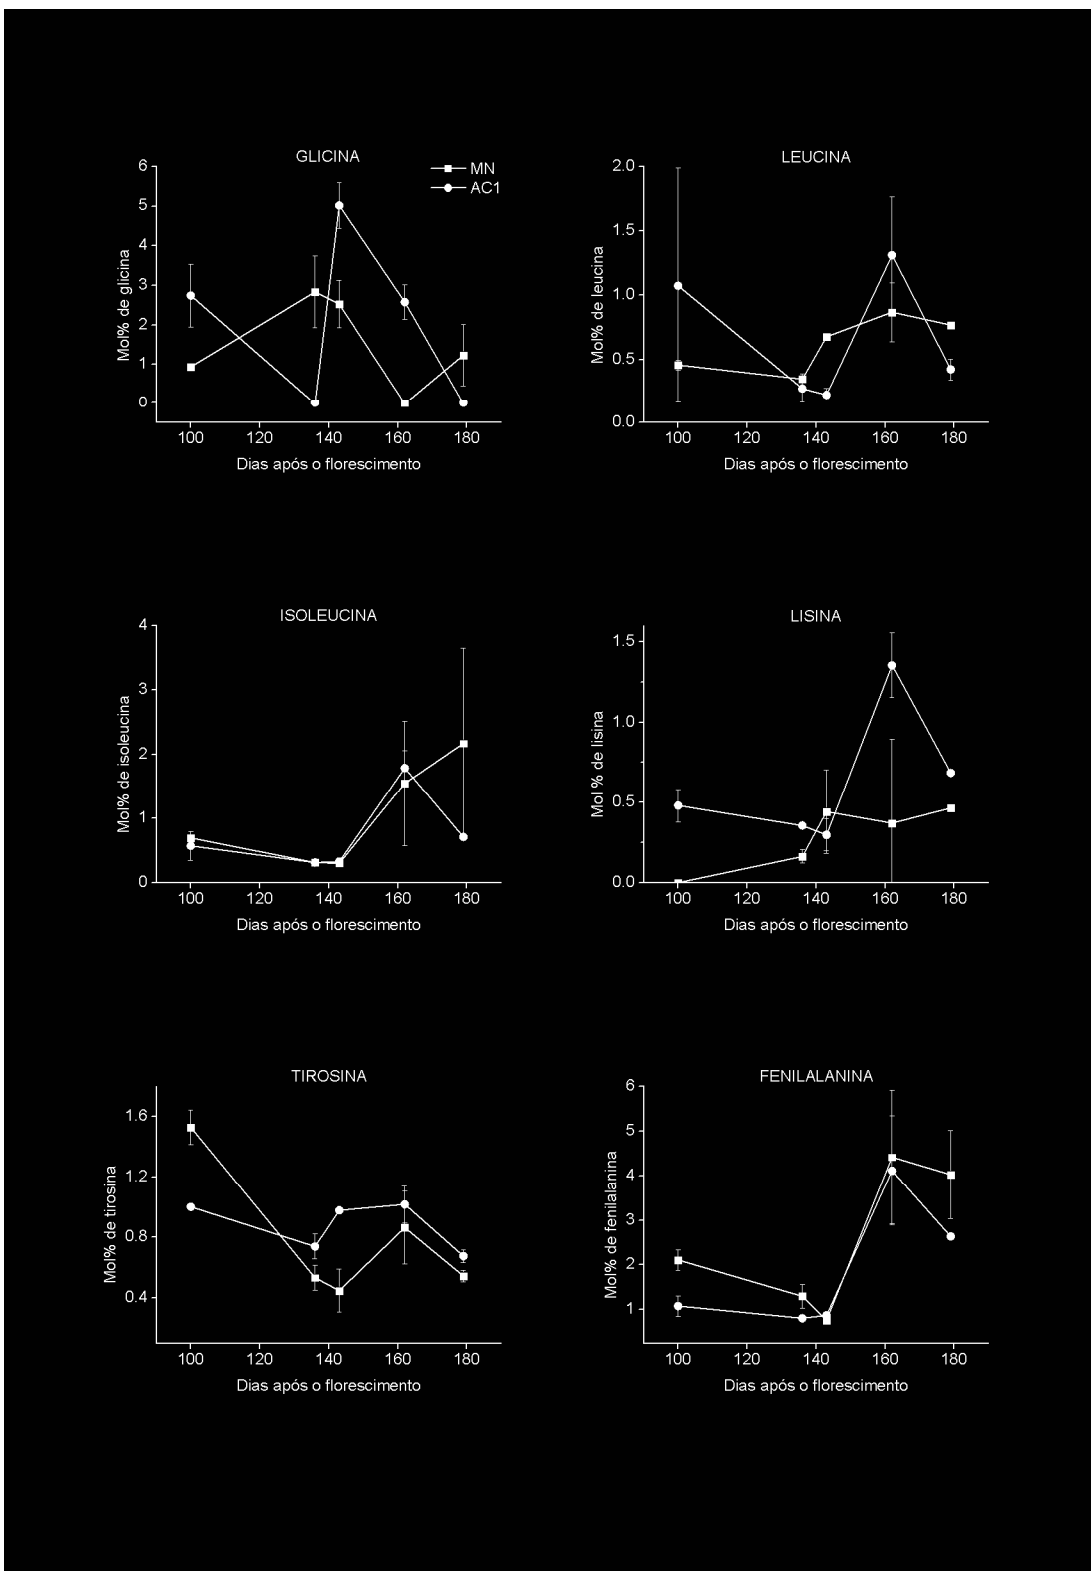 GLICINA
MN
AC1
6
5
4
3
2
1
0
Mol% de glicina
100 120 140 160 180
Dias após o florescimento
LEUCINA
2.0
1.5
1.0
0.5
0.0
Mol% de leucina
100 120 140 160 180
Dias após o florescimento
ISOLEUCINA
4
3
2
1
0
Mol% de isoleucina
100 120 140 160 180
Dias após o florescimento
LISINA
1.5
1.0
0.5
0.0
Mol % de lisina
100 120 140 160 180
Dias após o florescimento
TIROSINA
1.6
1.2
0.8
0.4
Mol% de tirosina
100 120 140 160 180
Dias após o florescimento
FENILALANINA
6
5
4
3
2
1
Mol% de fenilalanina
100 120 140 160 180
Dias após o florescimento